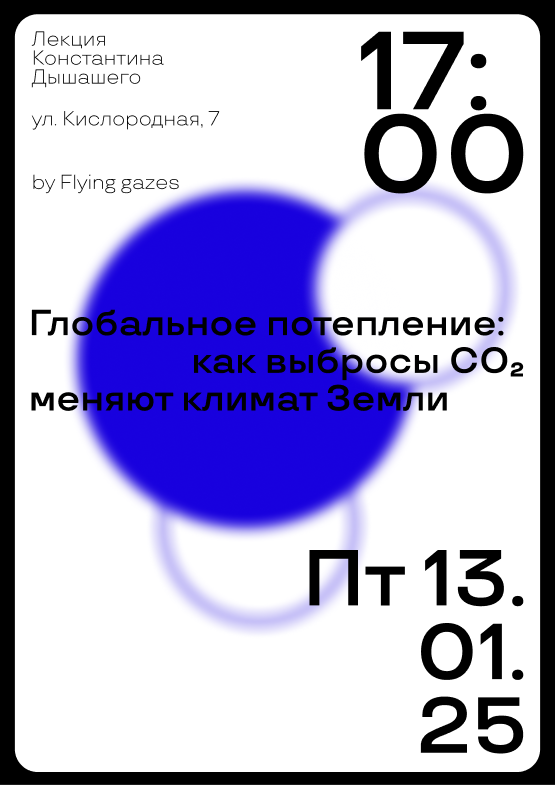 Лекция
Константина
Дышашего
ул. Кислородная, 7
by Flying gazes
17:
00
Глобальное потепление:
как выбросы CO₂
меняют климат Земли
Пт 13.
01.
25